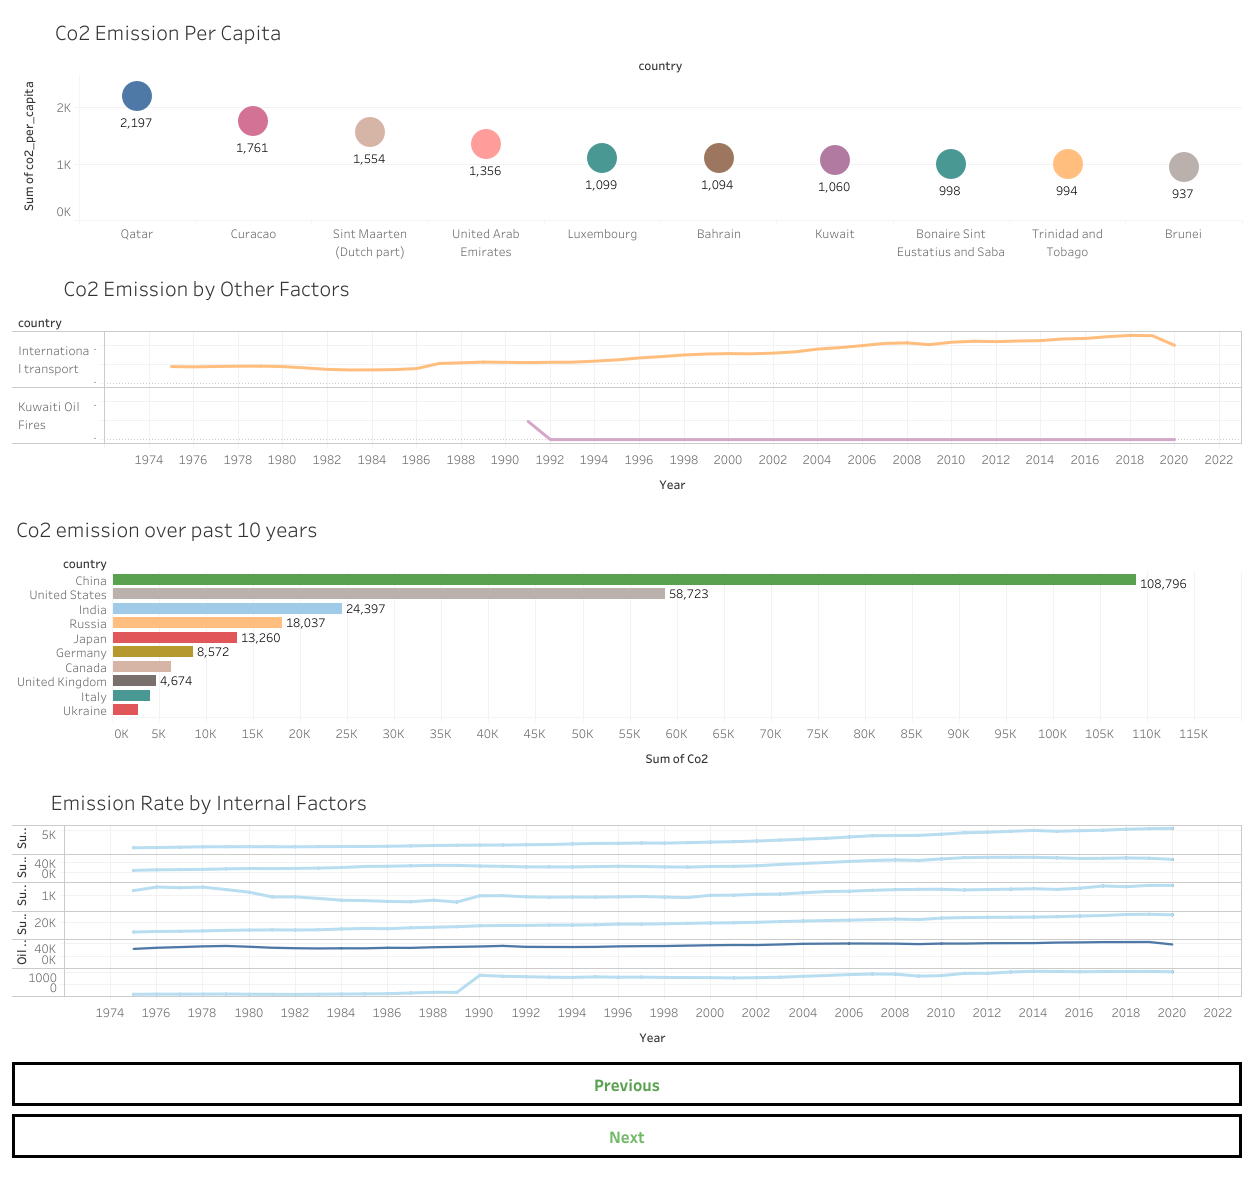 Co2 Emission Per Capita
country
Sum of co2_per_capita
2K
1K
0K
2,197
1,761
1,554
1,356
1,099
1,094
1,060
998
994
937
Qatar
Curacao
Sint Maarten
(Dutch part)
United Arab
Emirates
Luxembourg
Bahrain
Kuwait
Bonaire Sint
Eustatius and Saba
Trinidad and
Tobago
Brunei
Co2 Emission by Other Factors
country
Internationa
l transport
Kuwaiti Oil
Fires
1974 1976 1978 1980 1982 1984 1986 1988 1990 1992 1994 1996 1998 2000 2002 2004 2006 2008 2010 2012 2014 2016 2018 2020 2022
Year
Co2 emission over past 10 years
country
China 108,796
United States 58,723
India 24,397
Russia 18,037
Japan 13,260
Germany 8,572
Canada
United Kingdom 4,674
Italy
Ukraine
0K 5K 10K 15K 20K 25K 30K 35K 40K 45K 50K 55K 60K 65K 70K 75K 80K 85K 90K 95K 100K 105K 110K 115K
Sum of Co2
Emission Rate by Internal Factors
Su..
5K
Su..
40K
0K
Su..
1K
Su..
20K
Oil ..
40K
0K
1000
0
1974 1976 1978 1980 1982 1984 1986 1988 1990 1992 1994 1996 1998 2000 2002 2004 2006 2008 2010 2012 2014 2016 2018 2020 2022
Year
Previous
Next